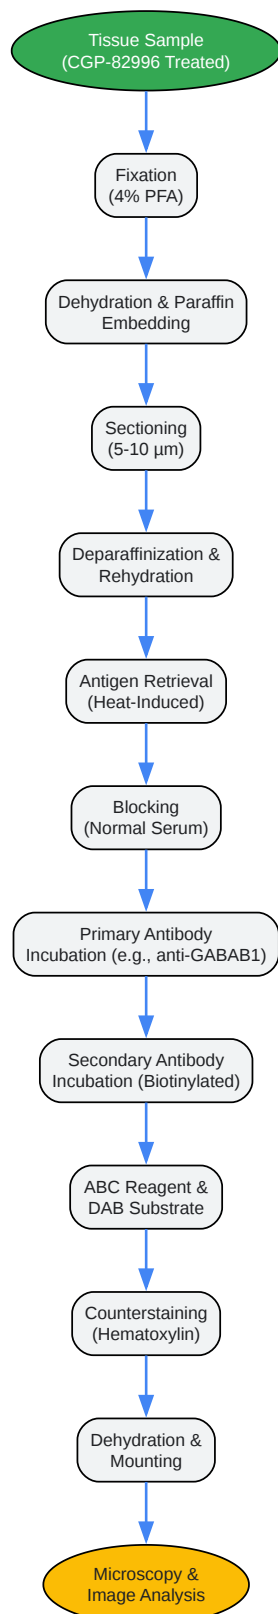 Tissue Sample
(CGP-82996 Treated)
Fixation
(4% PFA)
Dehydration & Paraffin
Embedding
Sectioning
(5-10 µm)
Deparaffinization &
Rehydration
Antigen Retrieval
(Heat-Induced)
Blocking
(Normal Serum)
Primary Antibody
Incubation (e.g., anti-GABAB1)
Secondary Antibody
Incubation (Biotinylated)
ABC Reagent &
DAB Substrate
Counterstaining
(Hematoxylin)
Dehydration &
Mounting
Microscopy &
Image Analysis